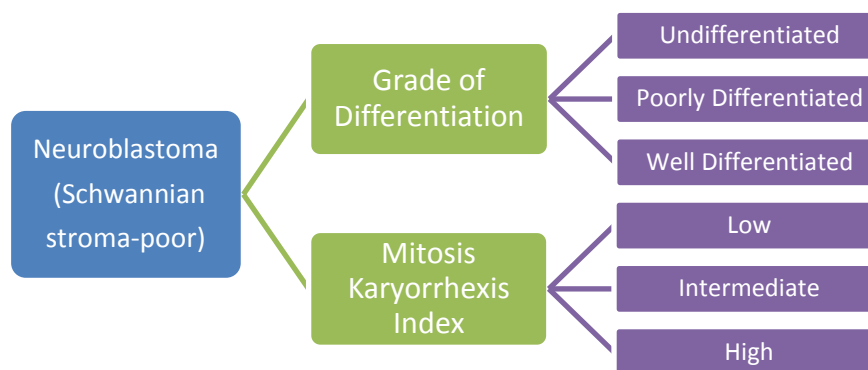 Neuroblastoma
(Schwannian
stroma-poor)
Grade of
Differentiation
Undifferentiated
Poorly Differentiated
Well Differentiated
Mitosis
Karyorrhexis
Index
Low
Intermediate
High